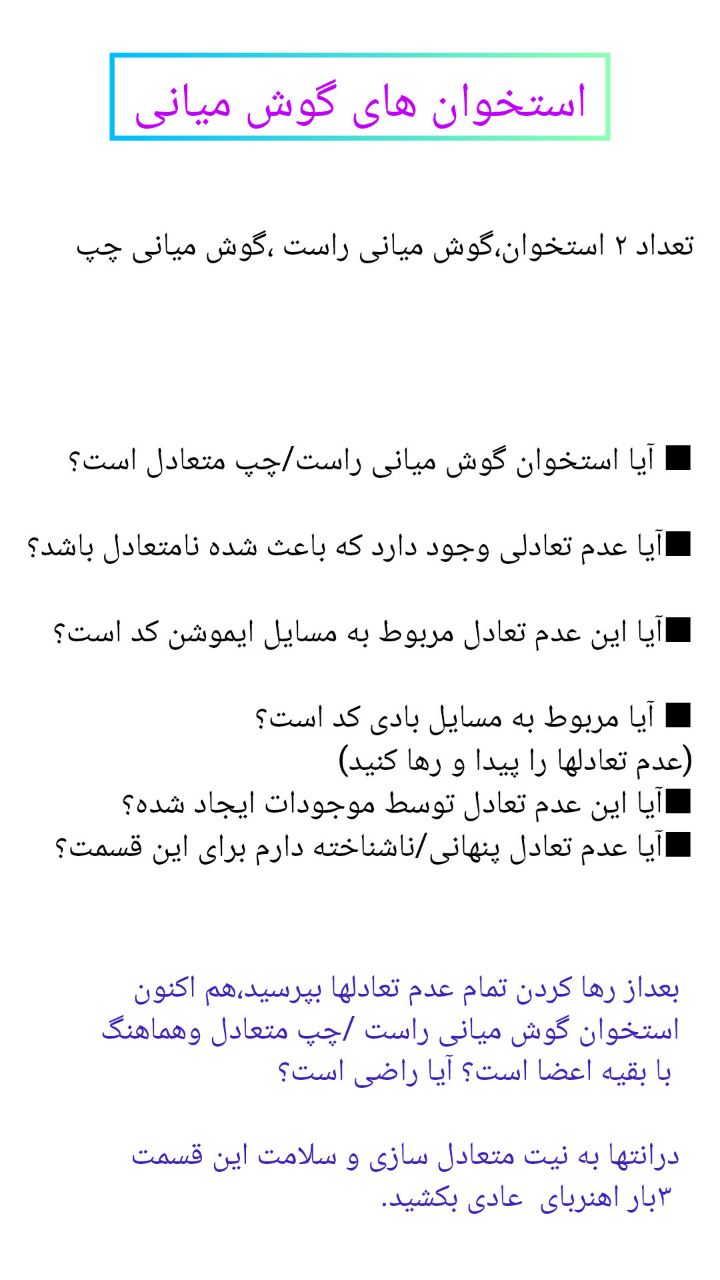 استخوان های گوش میانی
تعداد ۲ استخوان،گوش میانی راست ،گوش میانی چپ
■ آیا استخوان گوش میانی راست/چپ متعادل است؟
■آیا عدم تعادلی وجود دارد که باعث شده نامتعادل باشد؟
■آیا این عدم تعادل مربوط به مسایل ایموشن کد است؟
■ آیا مربوط به مسایل بادی کد است؟
(عدم تعادلها را پیدا و رها کنید)
■آیا این عدم تعادل توسط موجودات ایجاد شده؟
■آیا عدم تعادل پنهانی/ناشناخته دارم برای این قسمت؟
بعداز رها کردن تمام عدم تعادلها بپرسید،هم اکنون
استخوان گوش میانی راست /چپ متعادل وهماهنگ
با بقیه اعضا است؟ آیا راضی است؟
درانتها به نیت متعادل سازی و سلامت این قسمت
۳بار اهنربای عادی بکشید.